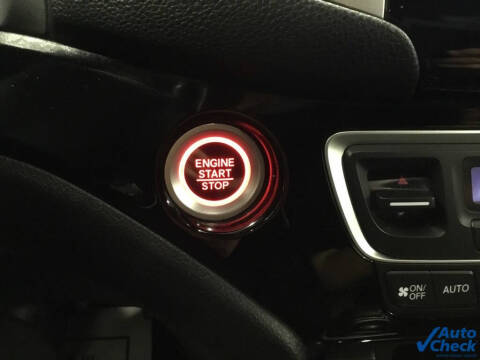 ENGINE
START
STOP
ON/
OFF
AUTO
Auto
Check